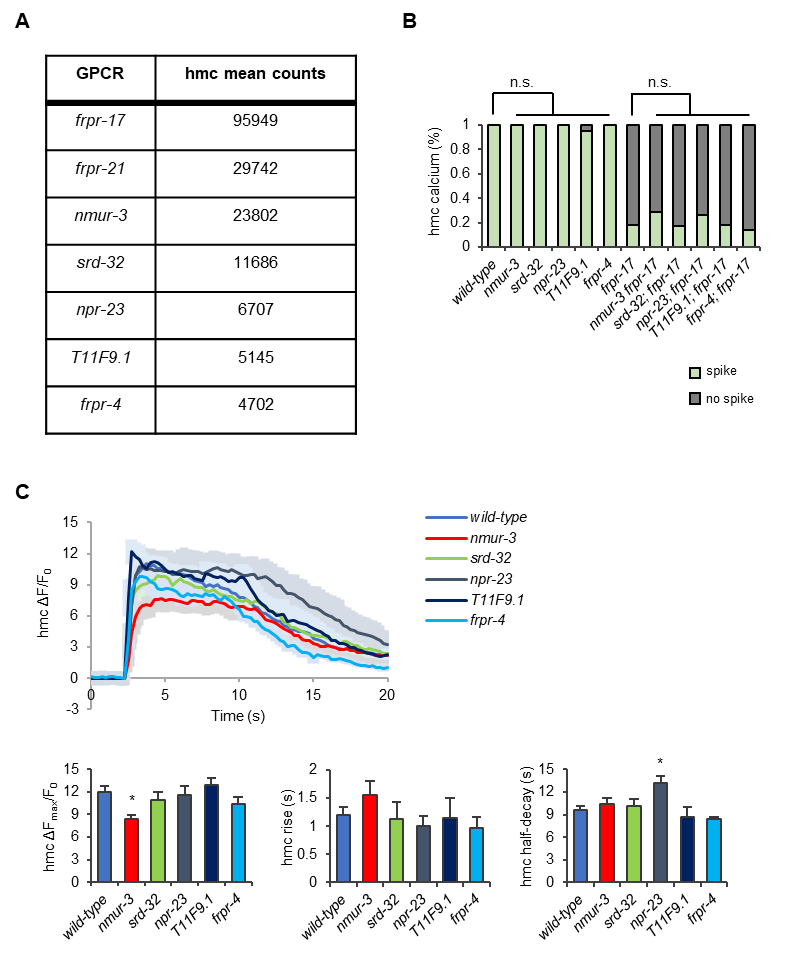 A
GPCR hmc mean counts
frpr-17 95949
frpr-21 29742
nmur-3 23802
srd-32 11686
npr-23 6707
T11F9.1 5145
frpr-4 4702
B
n.s. n.s.
hmc calcium (%)
1
0.8
0.6
0.4
0.2
0
wild-type
nmur-3
srd-32
npr-23
T11F9.1
frpr-4
frpr-17
nmur-3 frpr-17
srd-32; frpr-17
npr-23; frpr-17
T11F9.1; frpr-17
frpr-4; frpr-17
spike
no spike
C
hmc ΔF/F0
15
12
9
6
3
0
-3
0 5 10 15 20
Time (s)
wild-type
nmur-3
srd-32
npr-23
T11F9.1
frpr-4
hmc ΔFmax/F0
15
12
9
6
3
0
*
wild-type
nmur-3
srd-32
npr-23
T11F9.1
frpr-4
hmc rise (s)
2
1.5
1
0.5
0
wild-type
nmur-3
srd-32
npr-23
T11F9.1
frpr-4
hmc half-decay (s)
15
12
9
6
3
0
*
wild-type
nmur-3
srd-32
npr-23
T11F9.1
frpr-4